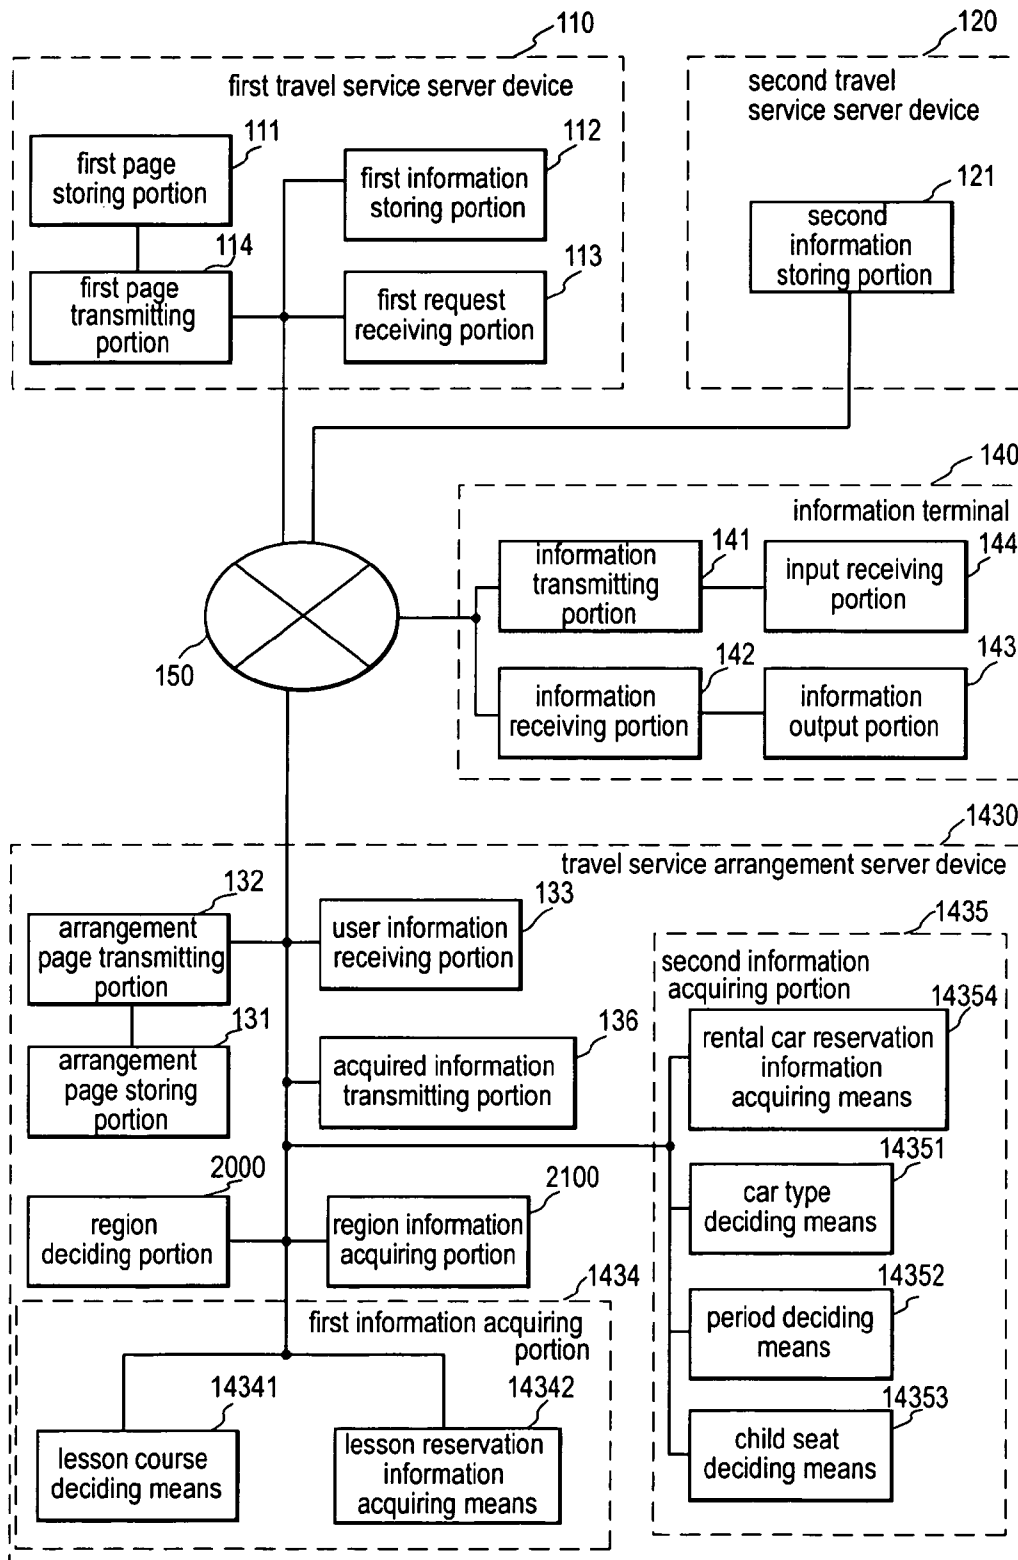 110
first travel service server device
111
first page
storing portion
112
first information
storing portion
114
first page
transmitting
portion
113
first request
receiving portion
120
second travel
service server device
121
second
information
storing portion
140
information terminal
141
information
transmitting
portion
144
input receiving
portion
142
information
receiving portion
143
information
output portion
150
1430
travel service arrangement server device
132
arrangement
page transmitting
portion
133
user information
receiving portion
131
arrangement
page storing
portion
136
acquired information
transmitting portion
2000
region
deciding portion
2100
region information
acquiring portion
1435
second information
acquiring portion
14354
rental car reservation
information
acquiring means
14351
car type
deciding means
14352
period deciding
means
14353
child seat
deciding means
1434
first information acquiring
portion
14341
lesson course
deciding means
14342
lesson reservation
information
acquiring means